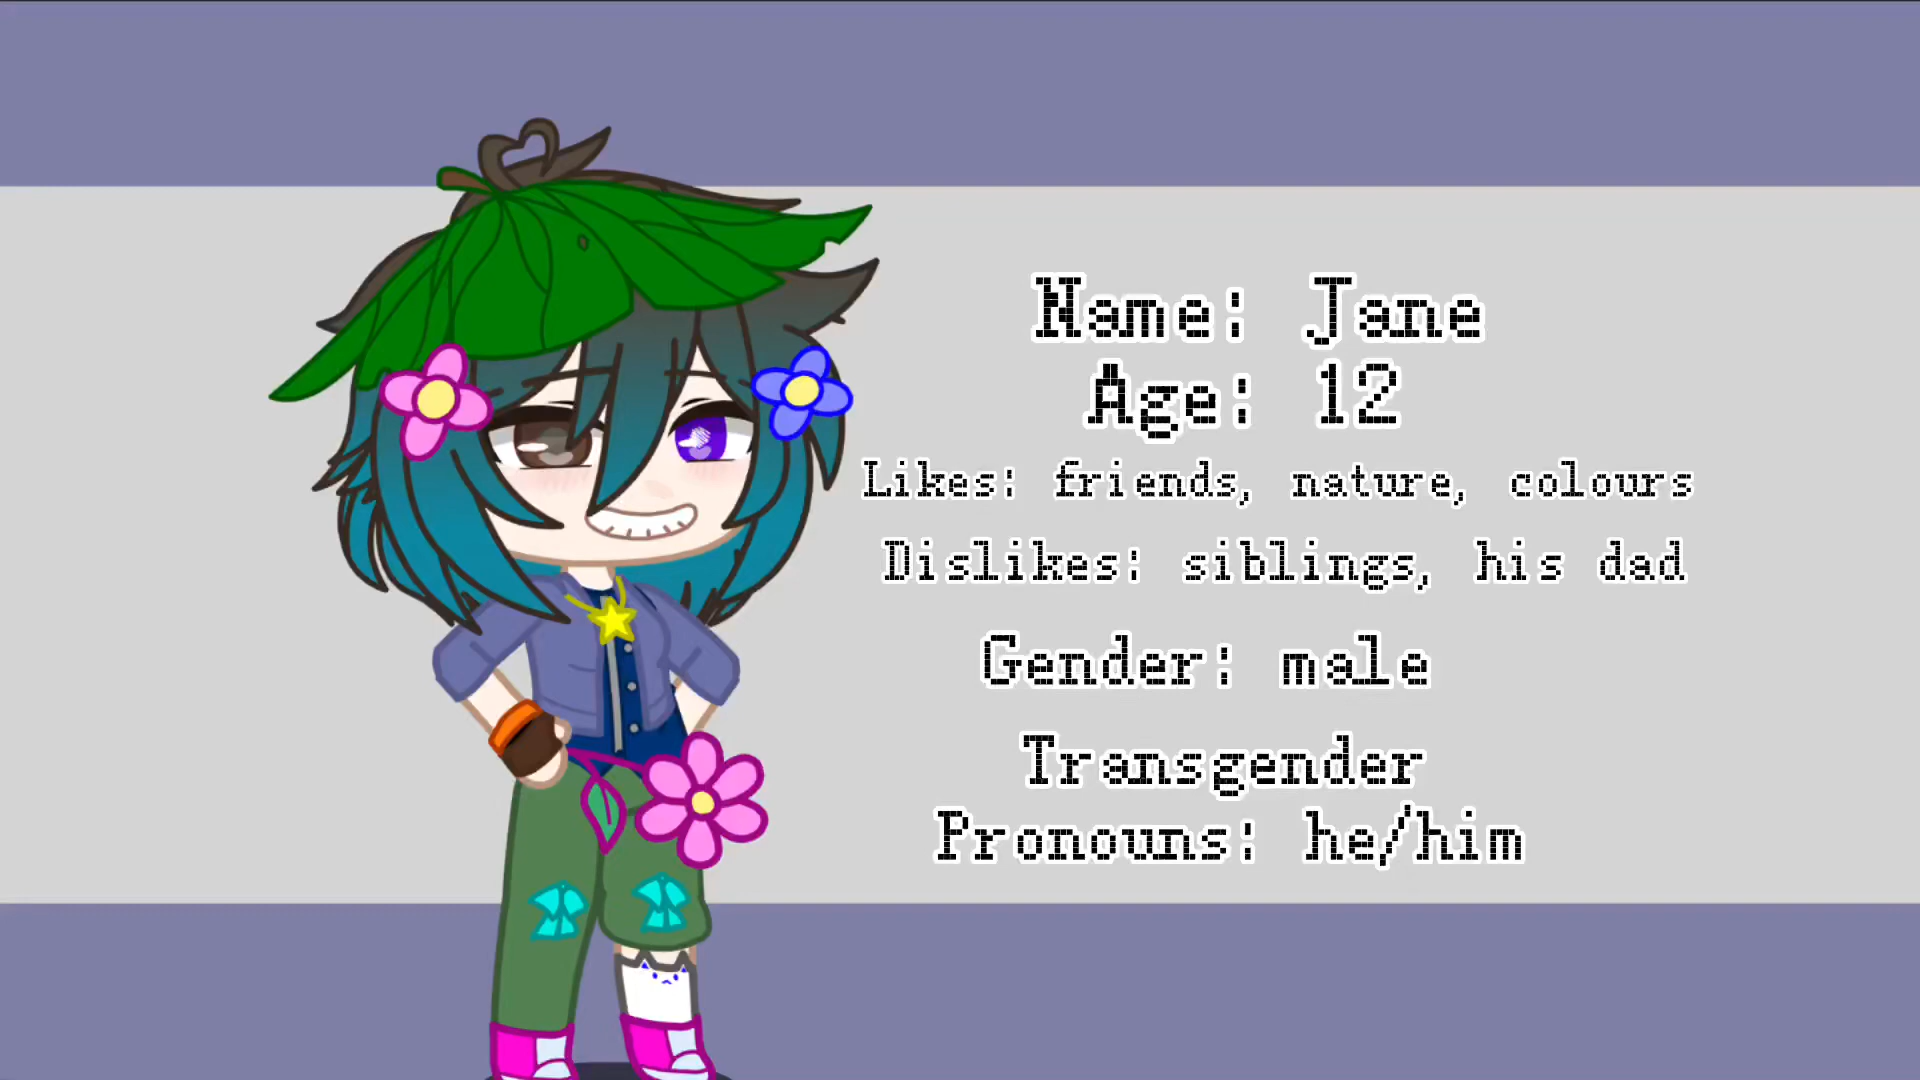 Name: Jane
Age: 12
Likes: friends, nature, colours
Dislikes: siblings, his dad
Gender: male
Transgender
Pronouns: he/him